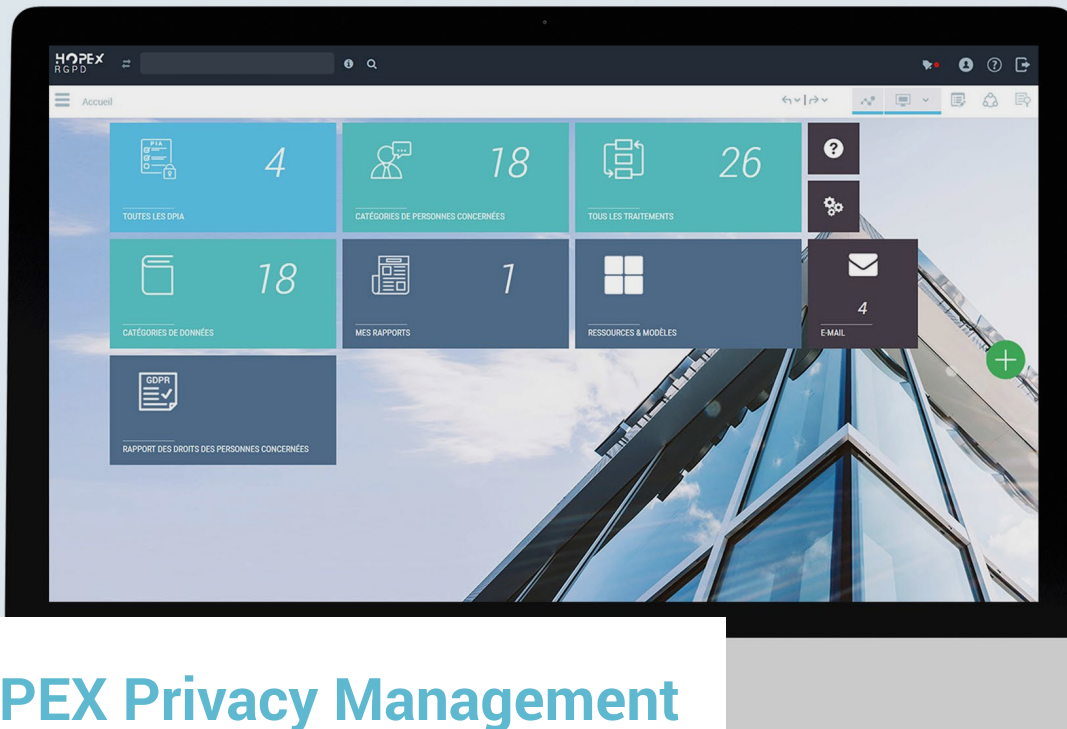 HOPEX
RGPD
Accueil
PIA
4
TOUTES LES DPIA
18
CATÉGORIES DE PERSONNES CONCERNÉES
26
TOUS LES TRAITEMENTS
?
18
CATÉGORIES DE DONNÉES
1
MES RAPPORTS
RESSOURCES & MODÈLES
4
E-MAIL
GDPR
RAPPORT DES DROITS DES PERSONNES CONCERNÉES
PEX Privacy Management